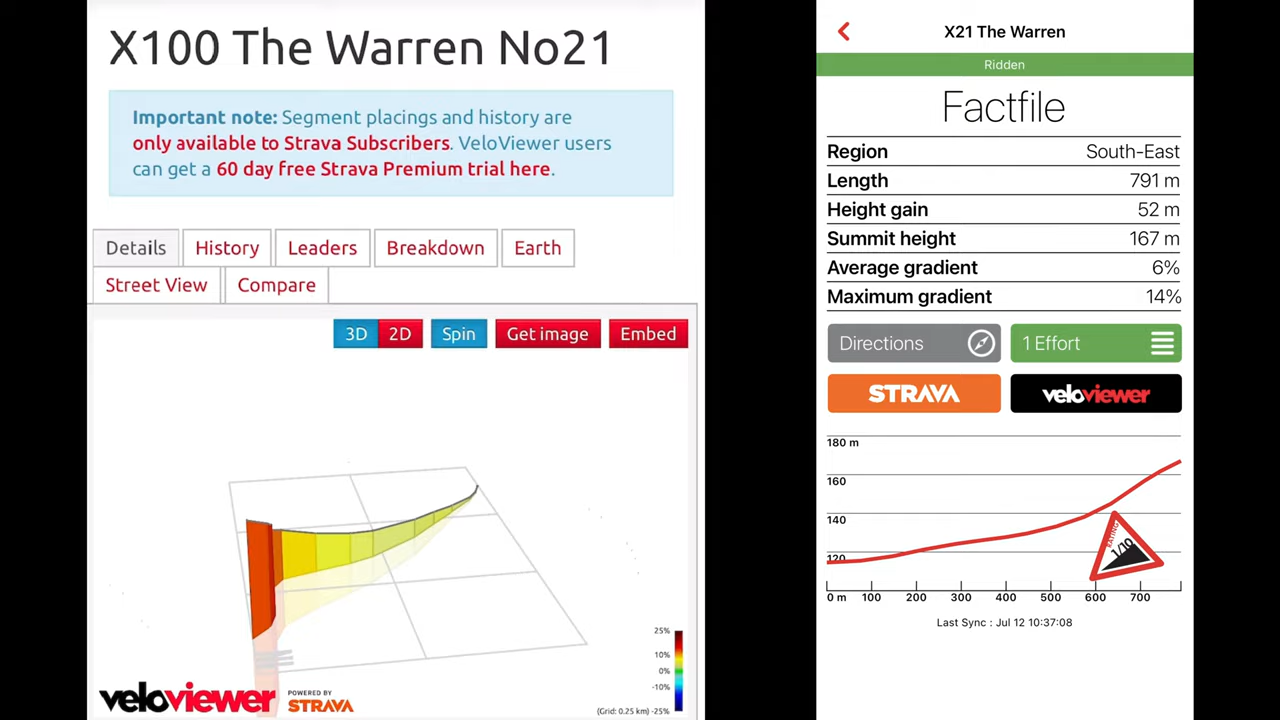 X100 The Warren No21
Important note: Segment placings and history are
only available to Strava Subscribers. VeloViewer users
can get a 60 day free Strava Premium trial here.
Details History Leaders Breakdown Earth
Street View Compare
3D 2D Spin Get image Embed
25%
10%
0%
-10%
(Grid: 0.25 km) -25%
veloviewer POWERED BY
STRAVA
X21 The Warren
Ridden
Factfile
Region South-East
Length 791 m
Height gain 52 m
Summit height 167 m
Average gradient 6%
Maximum gradient 14%
Directions 1 Effort
STRAVA veloviewer
180 m
160
140
120
RATING
1/10
0 m 100 200 300 400 500 600 700
Last Sync : Jul 12 10:37:08